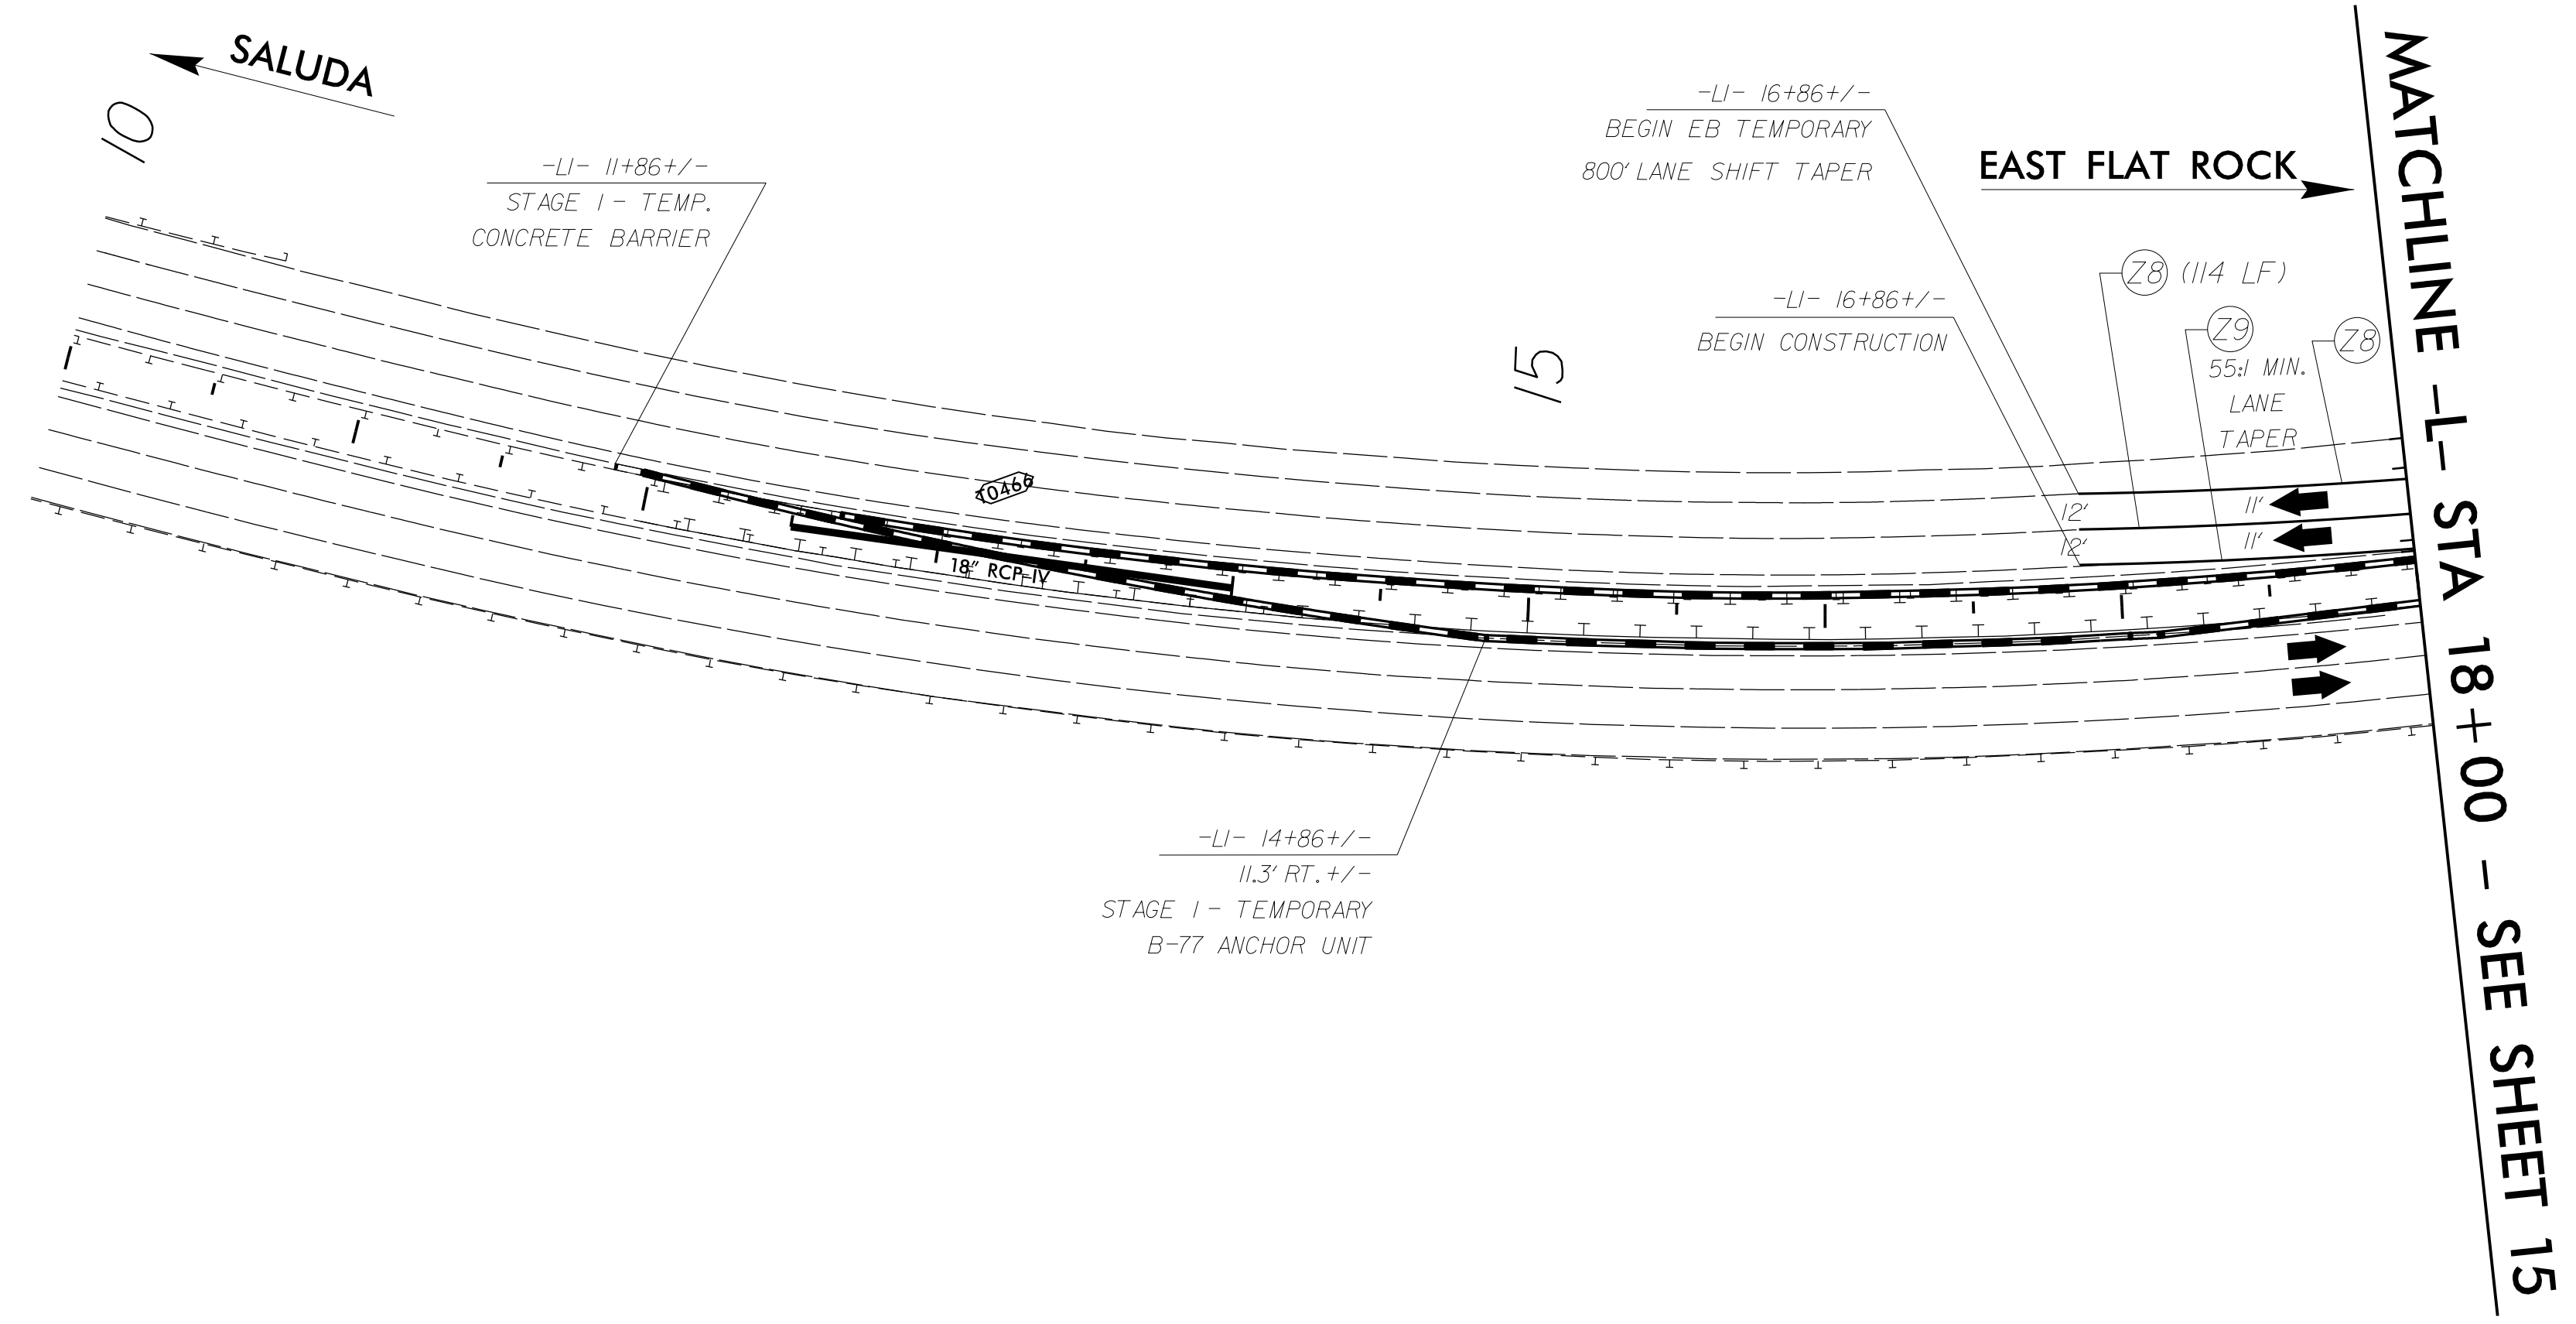 SALUDA
10
-L1- 11+86+/-
STAGE 1 - TEMP.
CONCRETE BARRIER
-L1- 16+86+/-
BEGIN EB TEMPORARY
800' LANE SHIFT TAPER
EAST FLAT ROCK
-L1- 16+86+/-
BEGIN CONSTRUCTION
Z8 (114 LF)
Z9
55:1 MIN.
LANE
TAPER
Z8
15
T0466
18" RCP-IV
12'
11'
12'
11'
-L1- 14+86+/-
11.3' RT. +/-
STAGE 1 - TEMPORARY
B-77 ANCHOR UNIT
MATCHLINE -L- STA 18+00 - SEE SHEET 15